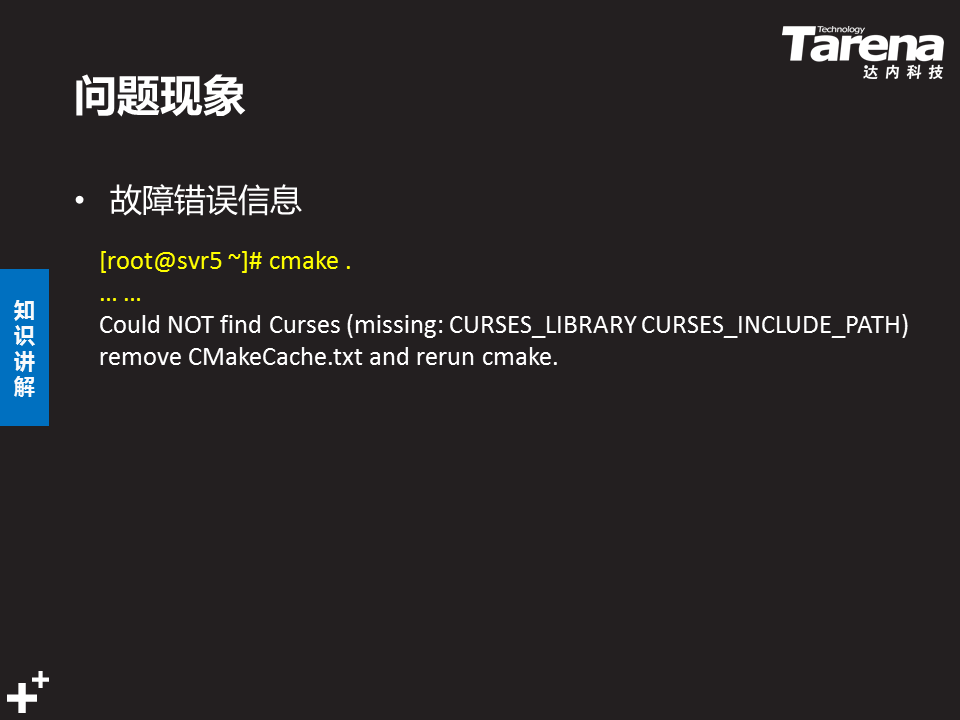 Technology
Tarena
达内科技
问题现象
• 故障错误信息
[root@svr5 ~]# cmake .
... ...
Could NOT find Curses (missing: CURSES_LIBRARY CURSES_INCLUDE_PATH)
remove CMakeCache.txt and rerun cmake.
知识讲解